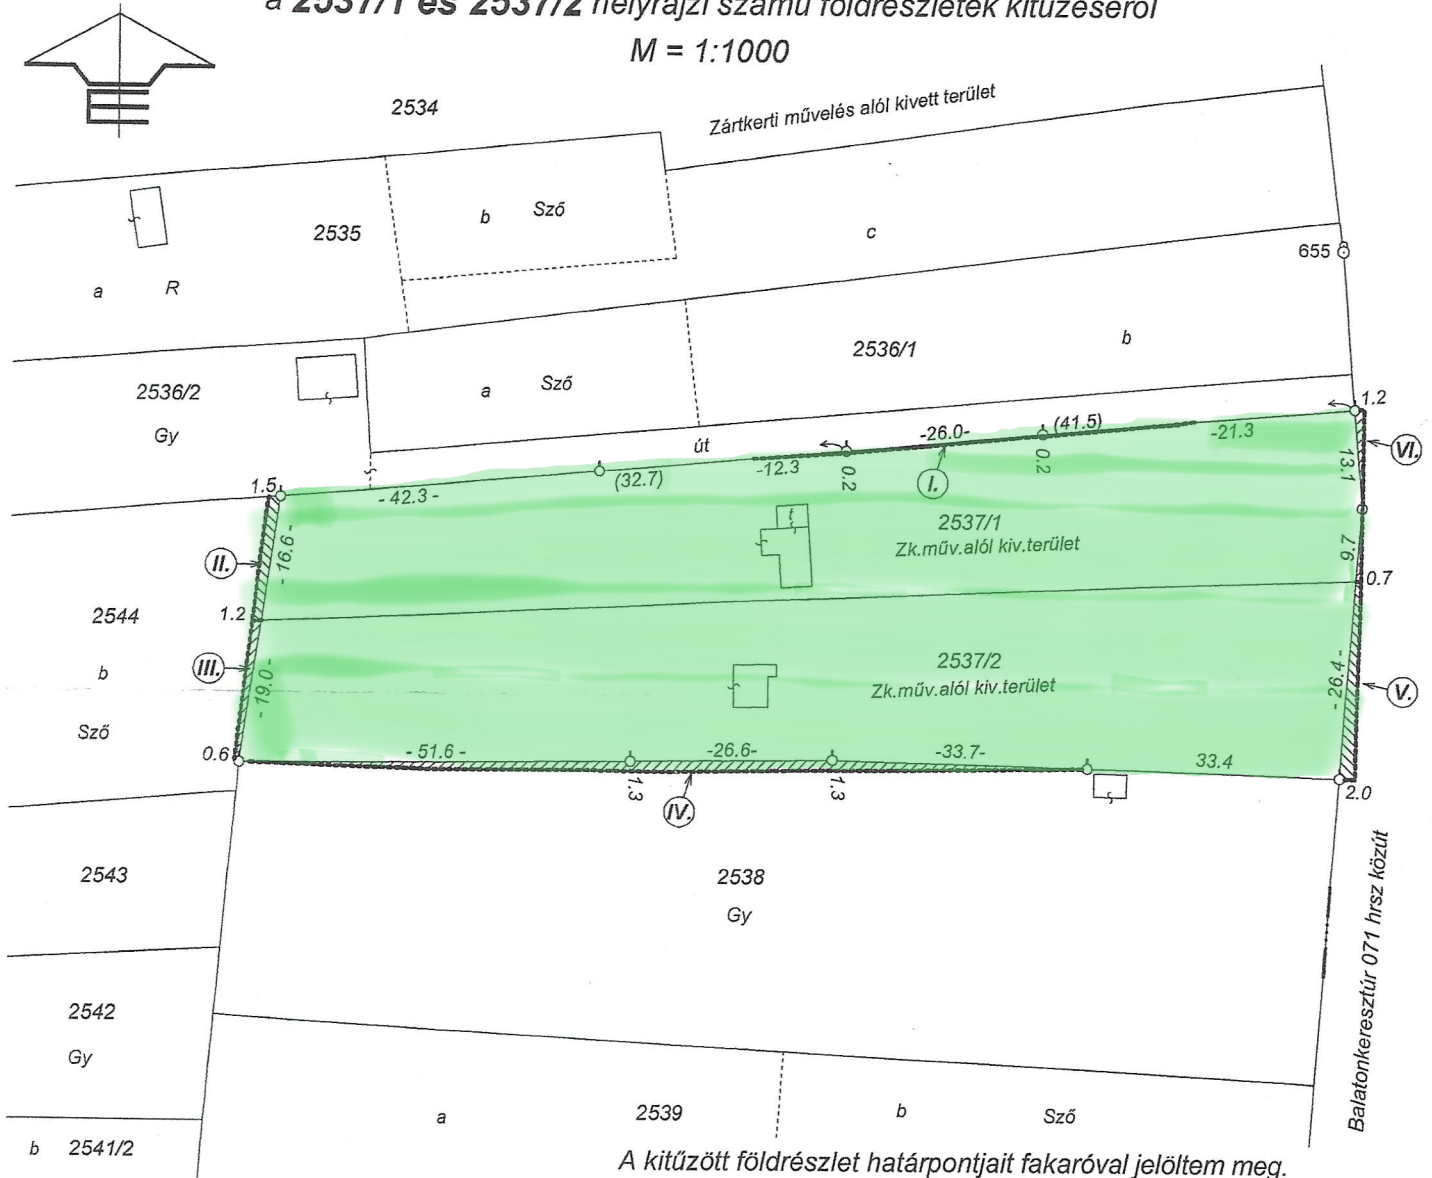 a 2537/1 és 2537/2 helyrajzi számú földrészletek kitűzéséről
M = 1:1000
É
2534
Zártkerti művelés alól kivett terület
2535
b Sző
c
655
a R
2536/1
b
2536/2
a Sző
Gy
1.2
út
-26.0-
(41.5)
-21.3
VI.
1.5
- 42.3 -
(32.7)
-12.3
0.2
0.2
13.1
I.
II.
- 16.6 -
t
2537/1
Zk.műv.alól kiv.terület
7.6
0.7
2544
1.2
b
III.
- 19.0 -
2537/2
Zk.műv.alól kiv.terület
- 26.4 -
V.
Sző
0.6
- 51.6 -
-26.6-
-33.7-
33.4
1.3
1.3
IV.
2.0
2543
2538
Gy
Balatonkeresztúr 071 hrsz közút
2542
Gy
a
2539
b
Sző
b 2541/2
A kitűzött földrészlet határpontjait fakaróval jelöltem meg.